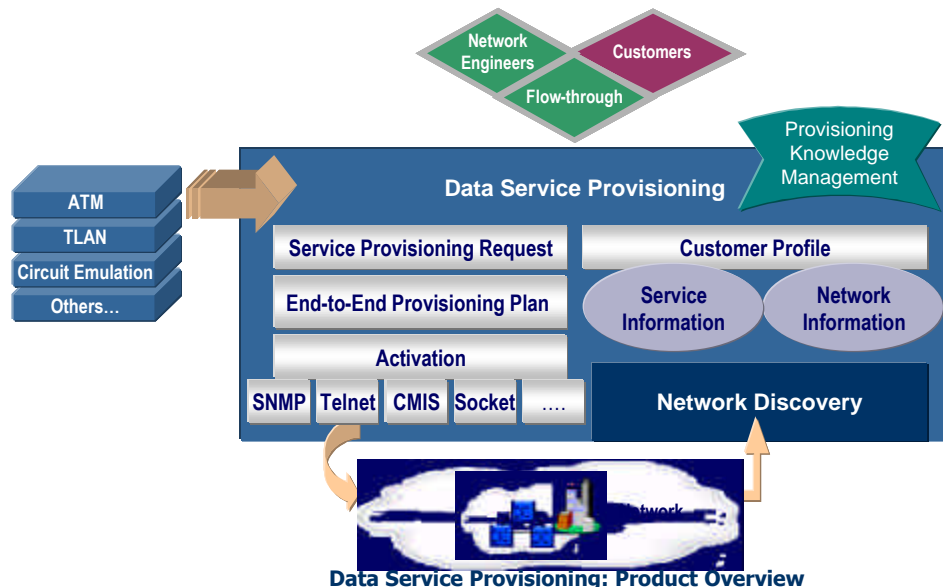 Network
Engineers
Customers
Flow-through
Provisioning
Knowledge
Management
Data Service Provisioning
ATM
TLAN
Circuit Emulation
Others…
Service Provisioning Request
Customer Profile
End-to-End Provisioning Plan
Service
Information
Network
Information
Activation
SNMP
Telnet
CMIS
Socket
….
Network Discovery
Data Service Provisioning: Product Overview